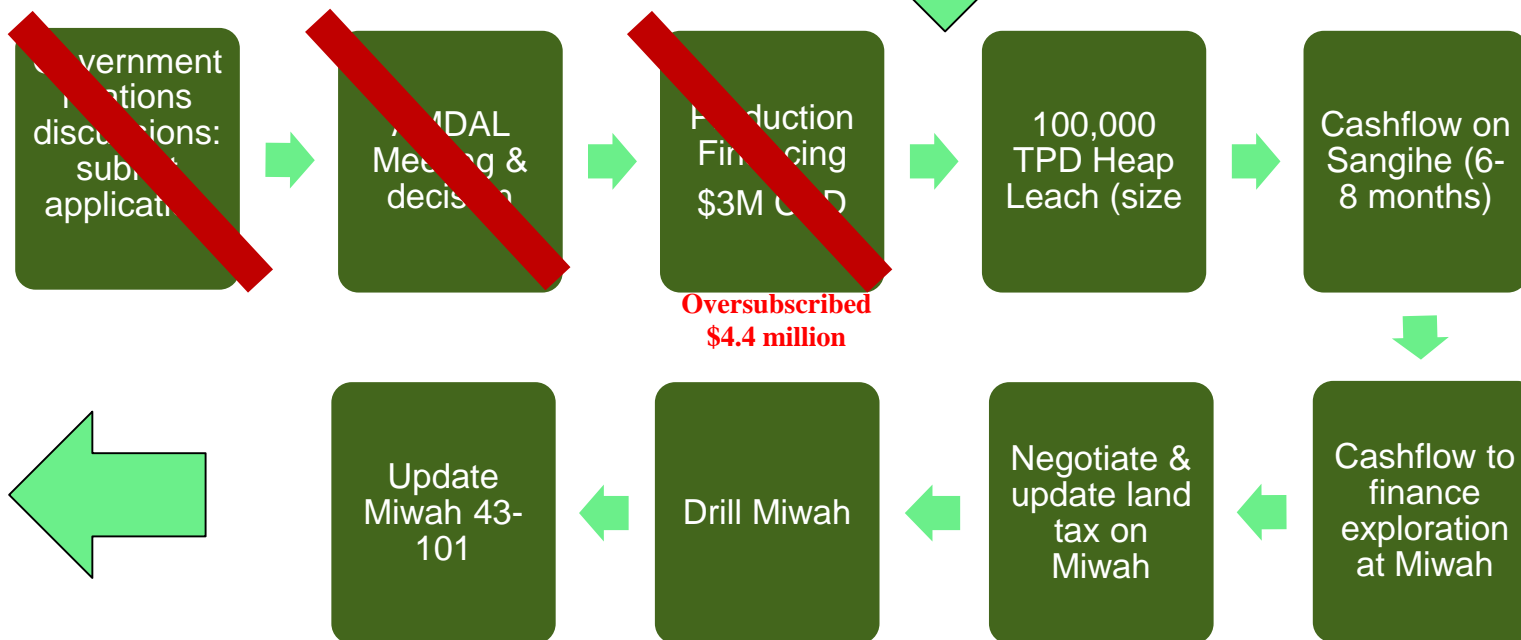 Government
relations
discussions:
submit
application
AMDAL
Meeting &
decision
Production
Financing
$3M CAD
Oversubscribed
$4.4 million
100,000
TPD Heap
Leach (size
Cashflow on
Sangihe (6-
8 months)
Cashflow to
finance
exploration
at Miwah
Negotiate &
update land
tax on
Miwah
Drill Miwah
Update
Miwah 43-
101